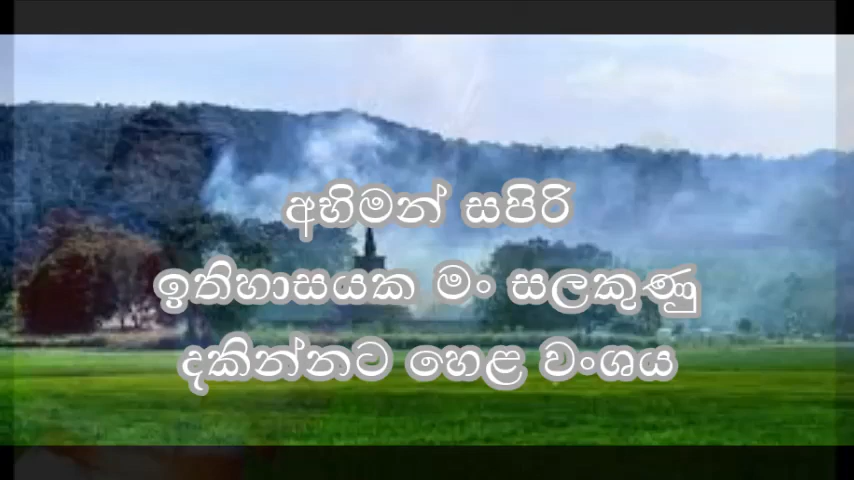 අභිමන් සපිරි
ඉතිහාසයක මං සලකුණු
දකින්නට හෙළ වංශය